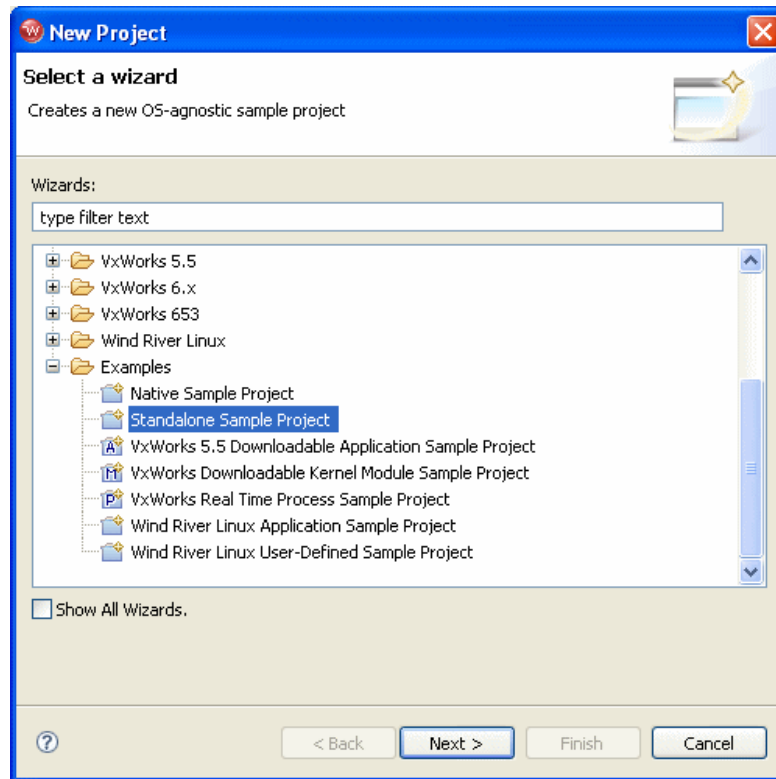 New Project
Select a wizard
Creates a new OS-agnostic sample project
Wizards:
type filter text
VxWorks 5.5
VxWorks 6.x
VxWorks 653
Wind River Linux
Examples
Native Sample Project
Standalone Sample Project
VxWorks 5.5 Downloadable Application Sample Project
VxWorks Downloadable Kernel Module Sample Project
VxWorks Real Time Process Sample Project
Wind River Linux Application Sample Project
Wind River Linux User-Defined Sample Project
Show All Wizards.
? < Back Next > Finish Cancel